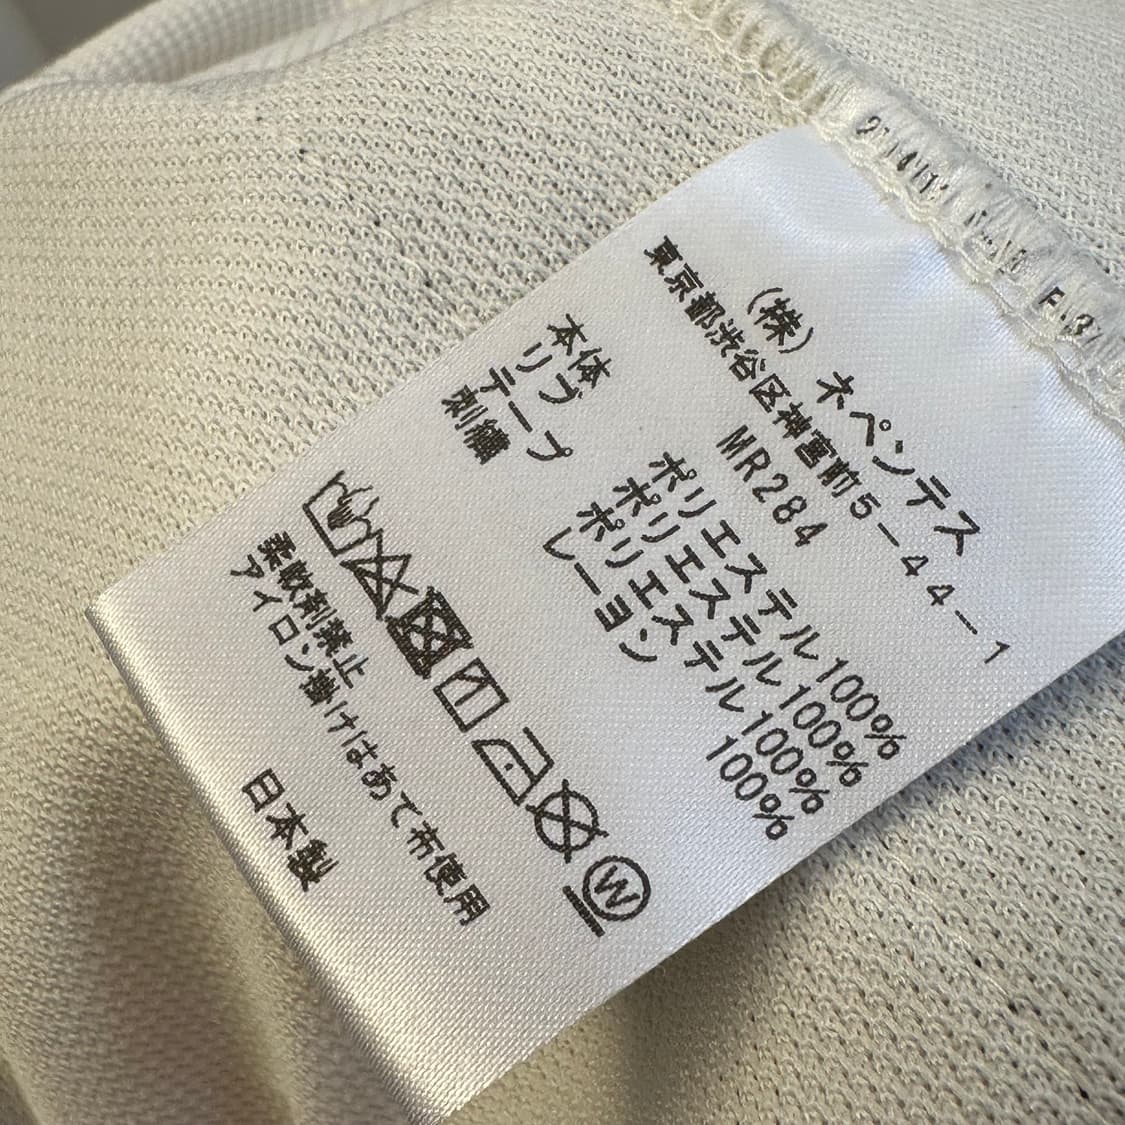 (株) ネペンテス
東京都渋谷区神宮前5-44-1
MR284
本体 ポリエステル100%
リブ ポリエステル100%
テープ ポリエステル100%
刺繍 レーヨン 100%
W
柔軟剤禁止
アイロン掛けはあて布使用
日本製